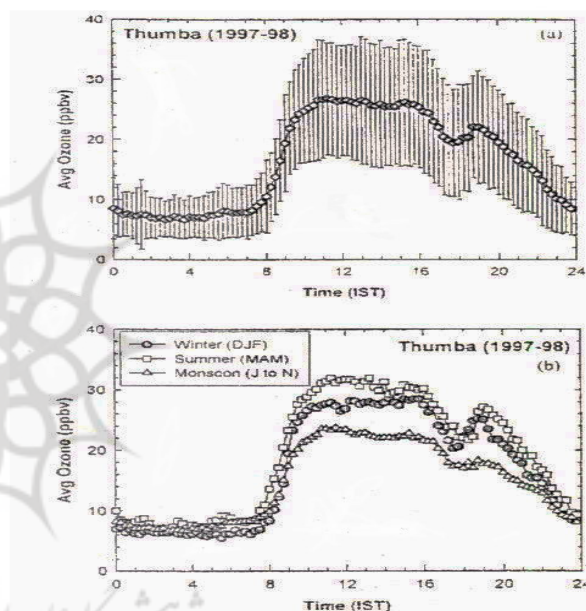 Thumba (1997-98) (a)
Avg Ozone (ppbv)
40
30
20
10
0
0 4 8 12 16 20 24
Time (IST)
Winter (DJF)
Summer (MAM)
Monscon (J to N)
Thumba (1997-98)
(b)
Avg Ozone (ppbv)
40
30
20
10
0
0 4 8 12 16 20 24
Time (IST)